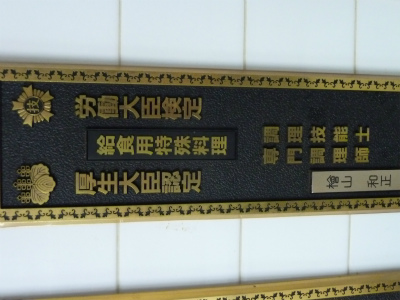 技
労働大臣検定
給食用特殊料理
厚生大臣認定
調理技能士
専門調理師
檜山 和正